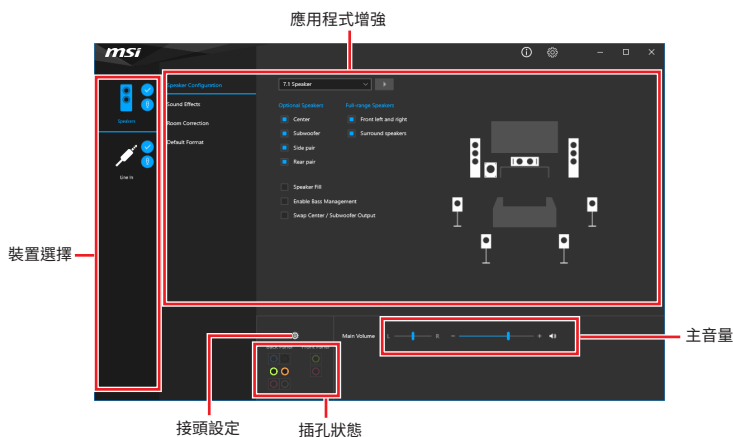 應用程式增強
msi
Speaker Configuration
Sound Effects
Room Correction
Default Format
Speakers
Line In
7.1 Speaker
Optional Speakers
Full-range Speakers
Center
Front left and right
Subwoofer
Surround speakers
Side pair
Rear pair
Speaker Fill
Enable Bass Management
Swap Center / Subwoofer Output
裝置選擇
Main Volume
L
R
主音量
接頭設定
插孔狀態